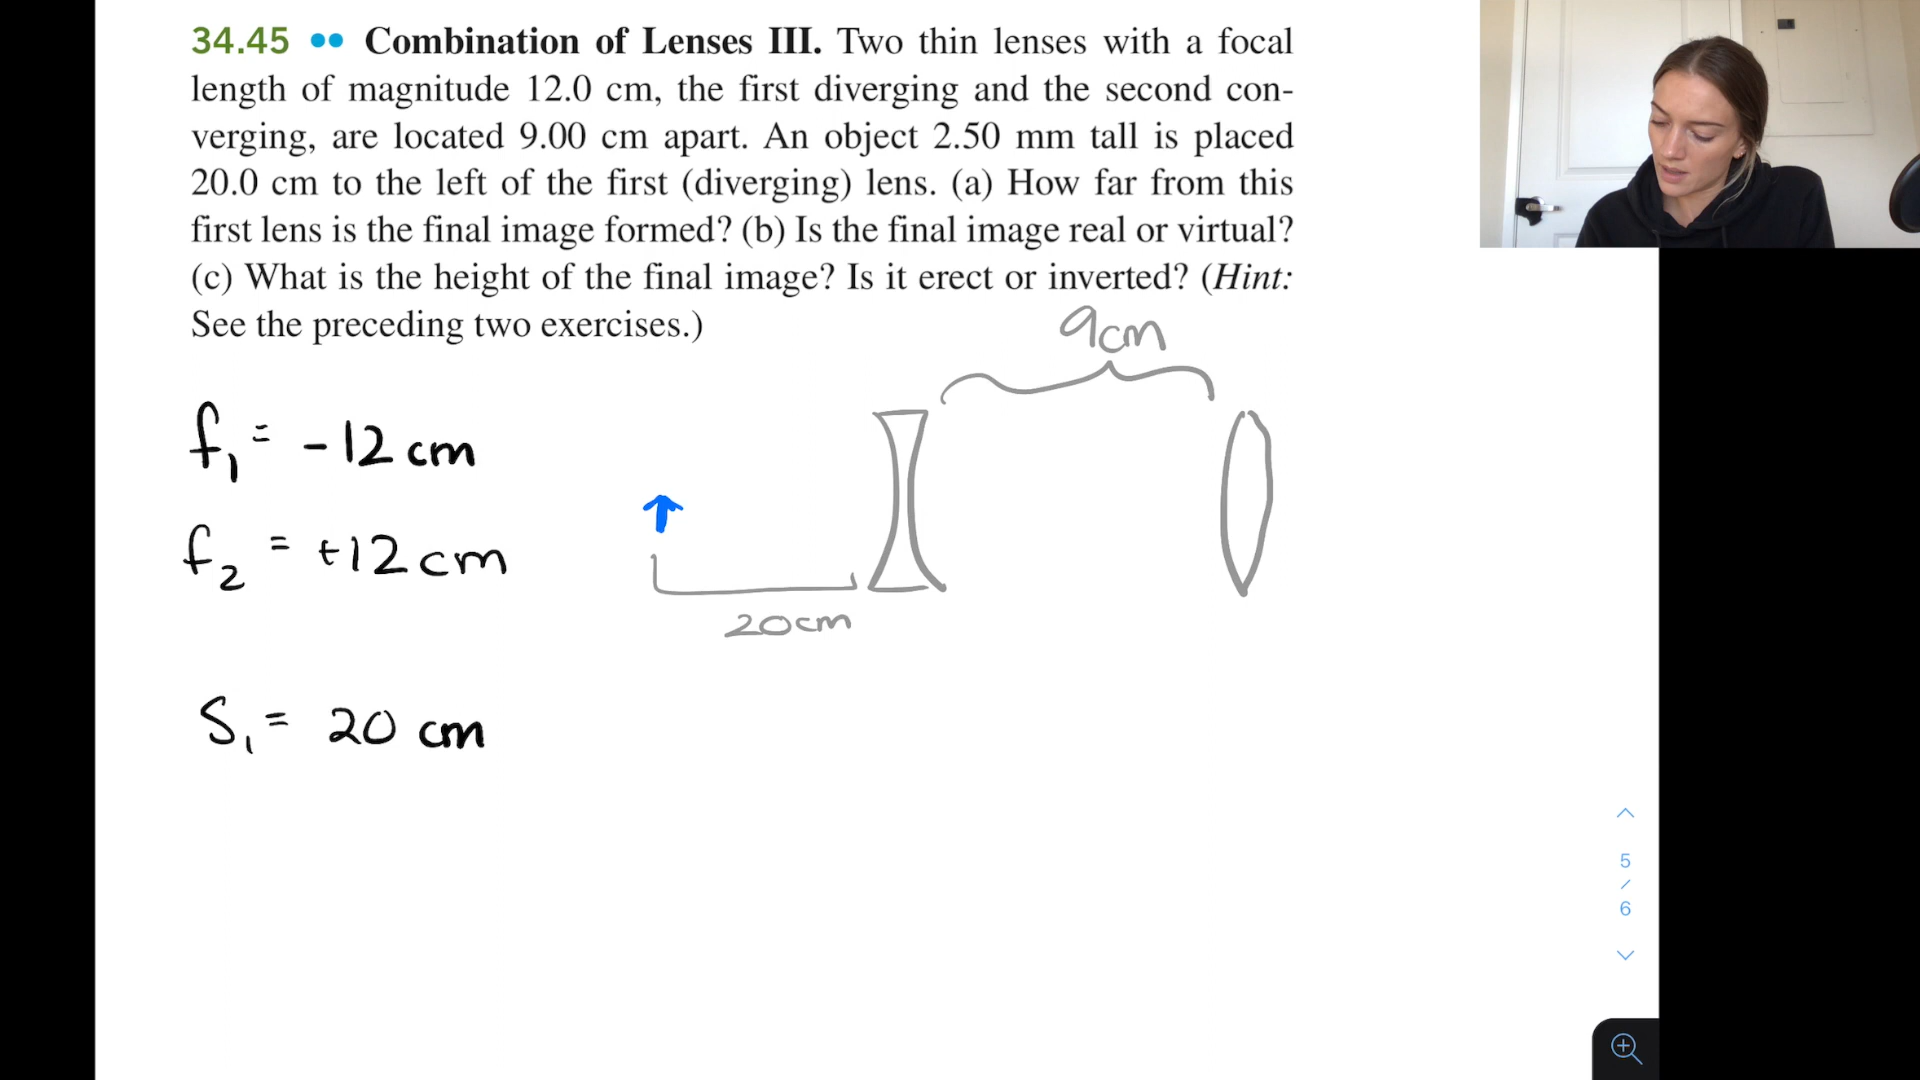 34.45 •• Combination of Lenses III. Two thin lenses with a focal
length of magnitude 12.0 cm, the first diverging and the second con-
verging, are located 9.00 cm apart. An object 2.50 mm tall is placed
20.0 cm to the left of the first (diverging) lens. (a) How far from this
first lens is the final image formed? (b) Is the final image real or virtual?
(c) What is the height of the final image? Is it erect or inverted? (Hint:
See the preceding two exercises.)
9cm
f₁ = -12 cm
f₂ = +12 cm
20cm
S₁ = 20 cm
5
/
6